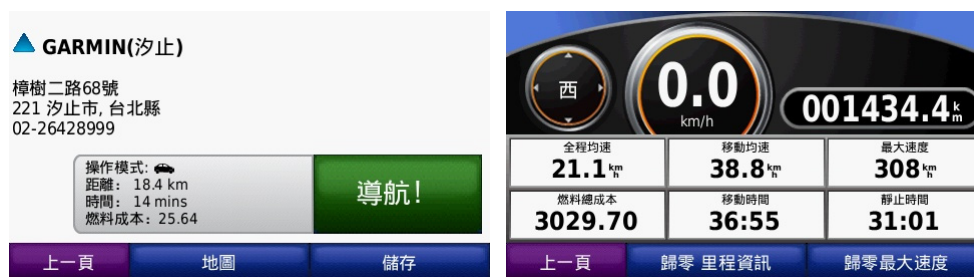 GARMIN(汐止)
樟樹二路68號
221 汐止市, 台北縣
02-26428999
操作模式:
距離: 18.4 km
時間: 14 mins
燃料成本: 25.64
導航!
上一頁 地圖 儲存
西
0.0
km/h
001434.4 km
全程均速 移動均速 最大速度
21.1 km/h 38.8 km/h 308 km/h
燃料總成本 移動時間 靜止時間
3029.70 36:55 31:01
上一頁 歸零 里程資訊 歸零最大速度